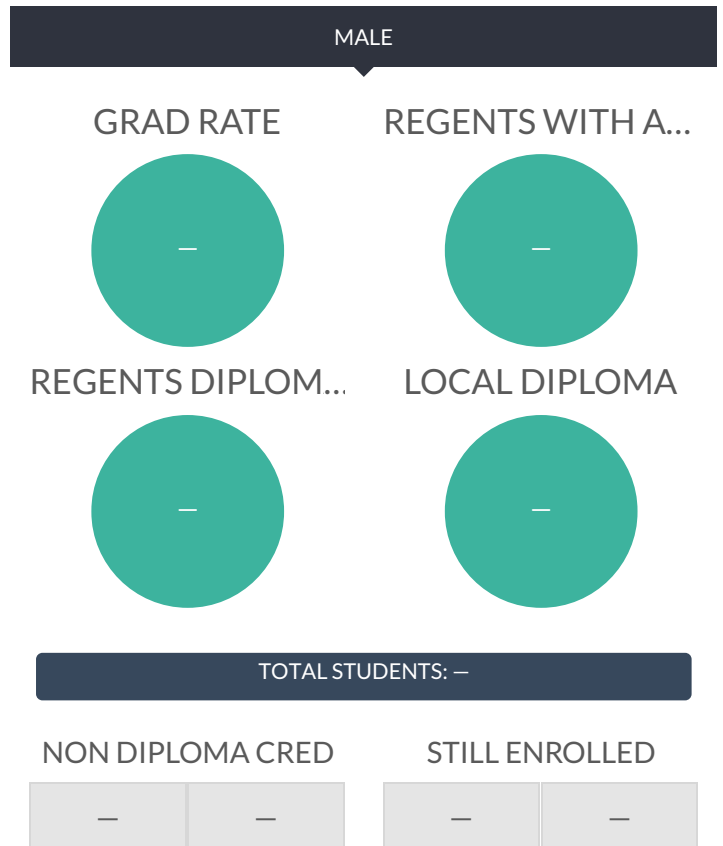 MALE
GRAD RATE
REGENTS WITH A...
—
—
REGENTS DIPLOM...
LOCAL DIPLOMA
—
—
TOTAL STUDENTS: —
NON DIPLOMA CRED
STILL ENROLLED
— —
— —